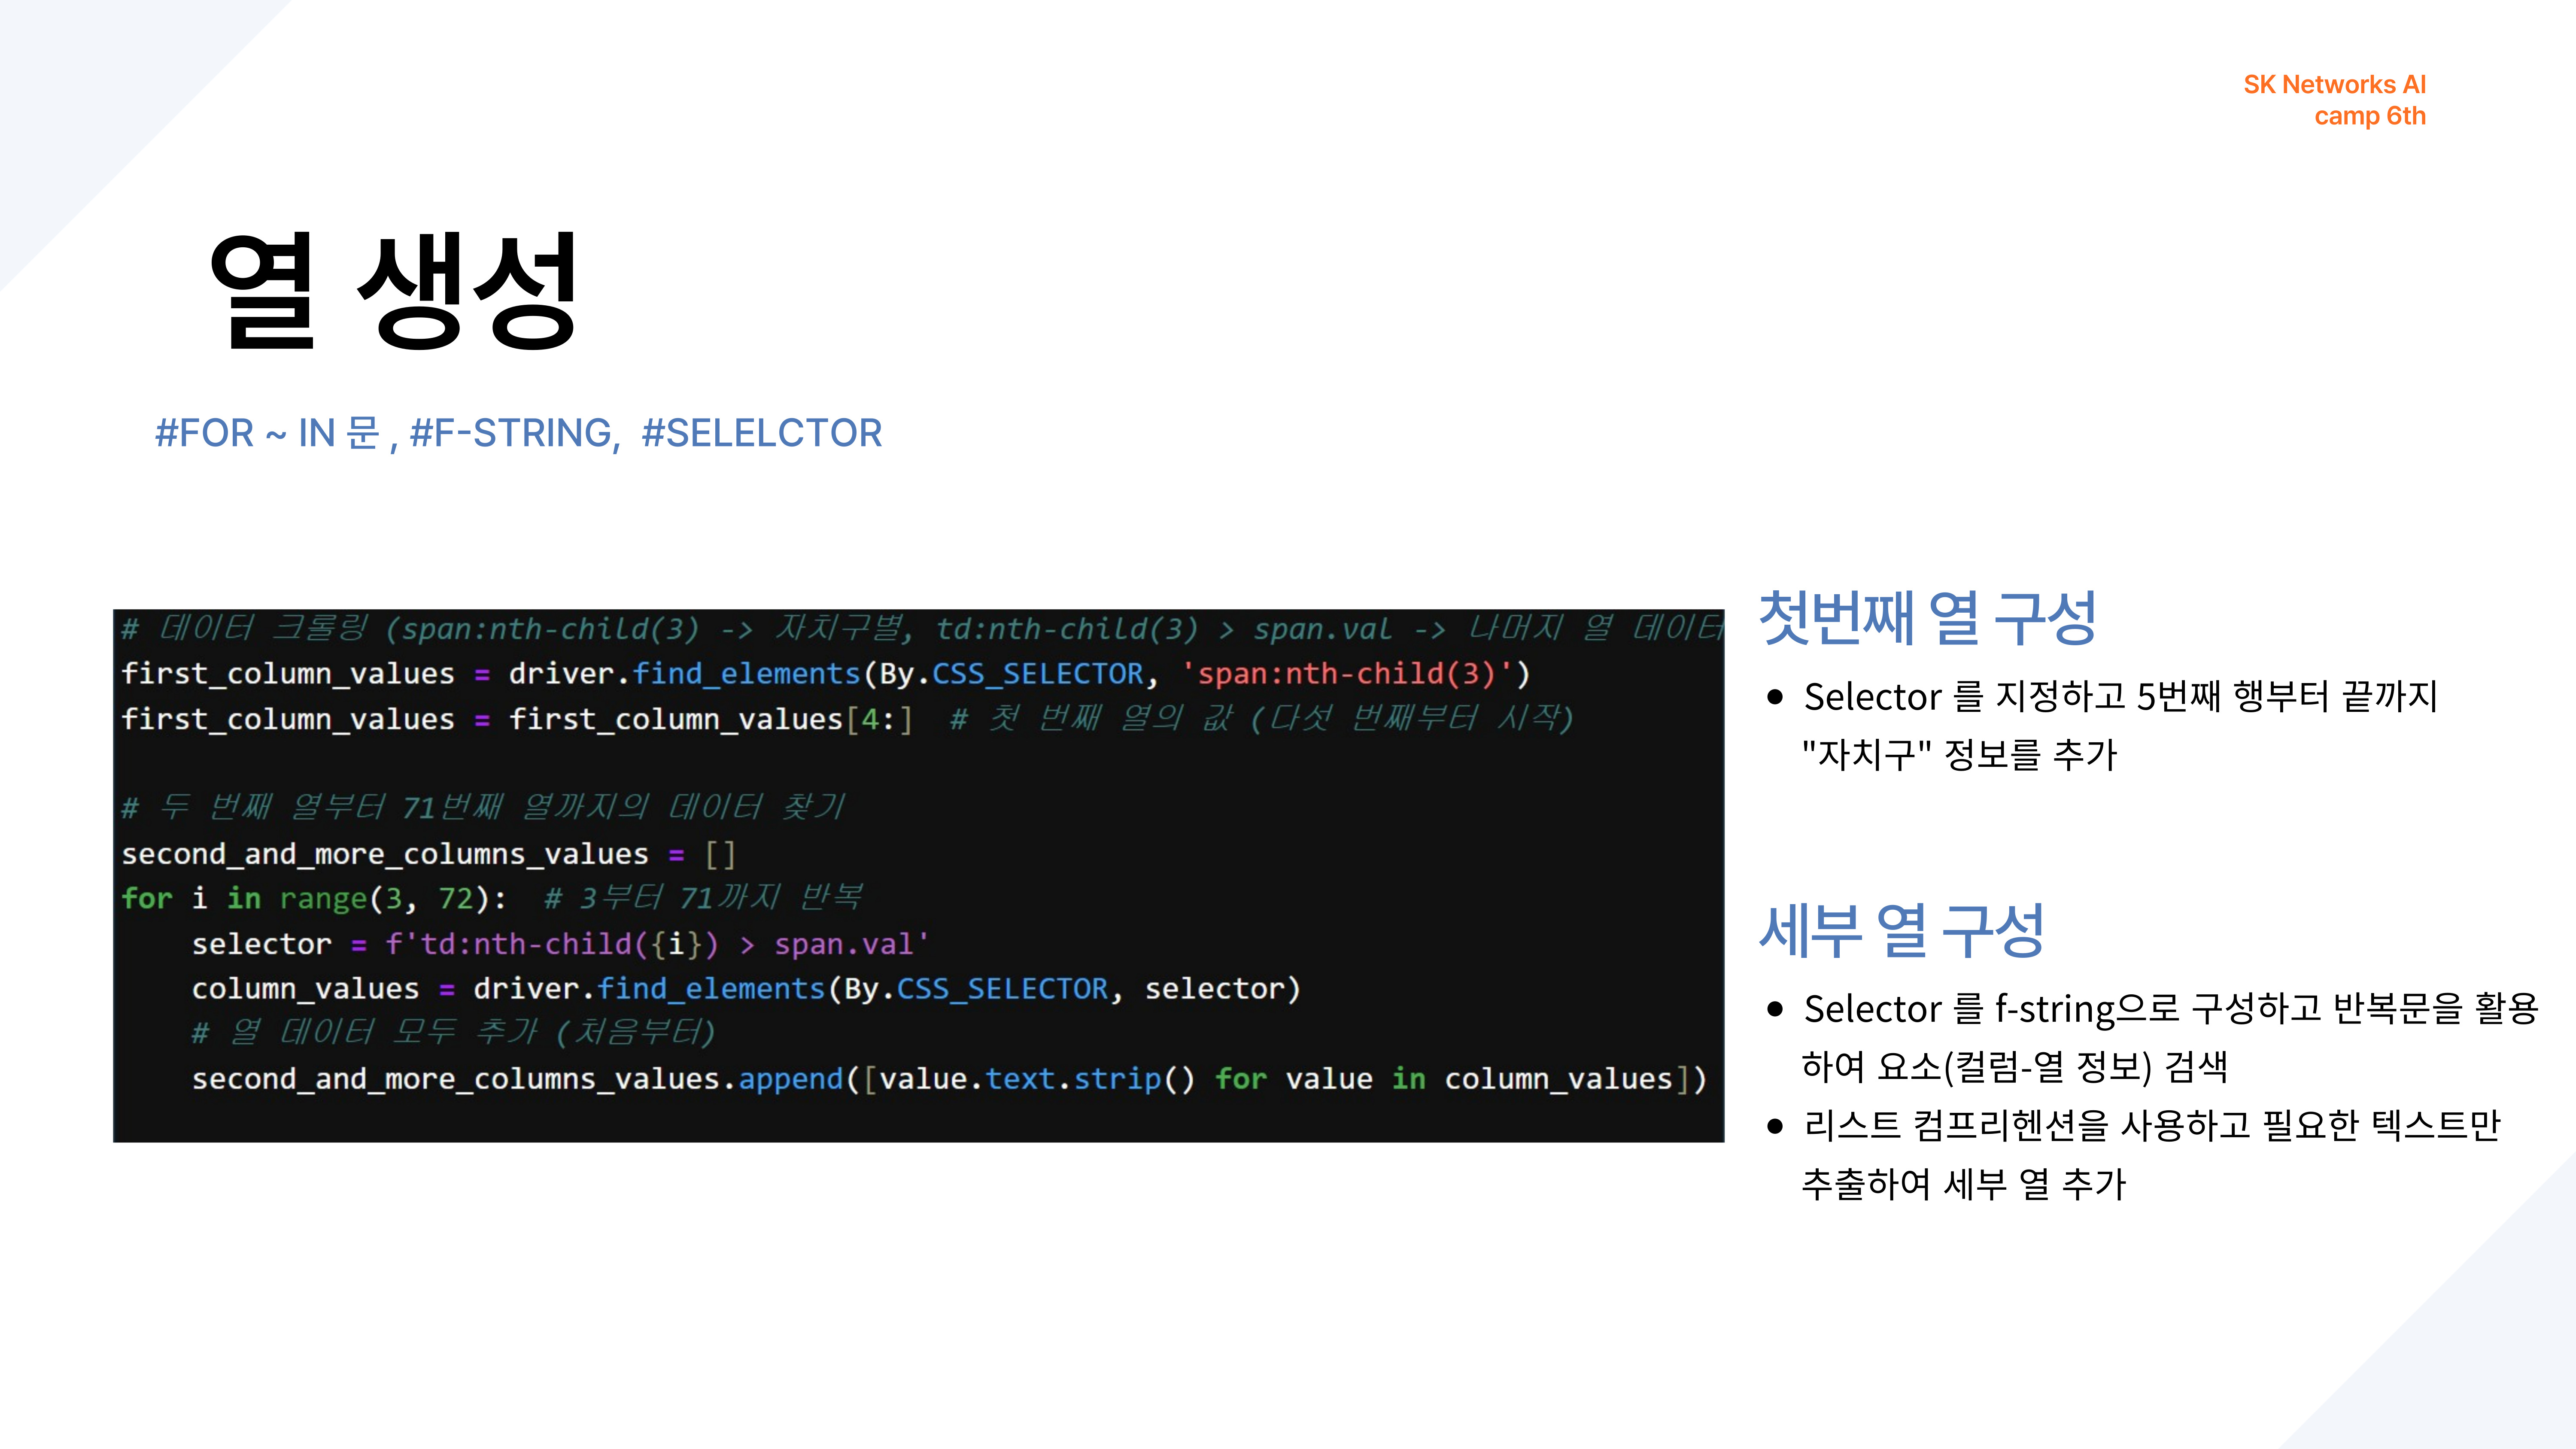 SK Networks AI
camp 6th
열 생성
#FOR ~ IN 문 , #F-STRING,  #SELELCTOR
# 데이터 크롤링 (span:nth-child(3) -> 자치구별, td:nth-child(3) > span.val -> 나머지 열 데이터
first_column_values = driver.find_elements(By.CSS_SELECTOR, 'span:nth-child(3)')
first_column_values = first_column_values[4:]  # 첫 번째 열의 값 (다섯 번째부터 시작)
# 두 번째 열부터 71번째 열까지의 데이터 찾기
second_and_more_columns_values = []
for i in range(3, 72):  # 3부터 71까지 반복
    selector = f'td:nth-child({i}) > span.val'
    column_values = driver.find_elements(By.CSS_SELECTOR, selector)
    # 열 데이터 모두 추가 (처음부터)
    second_and_more_columns_values.append([value.text.strip() for value in column_values])
첫번째 열 구성
● Selector 를 지정하고 5번째 행부터 끝까지
"자치구" 정보를 추가
세부 열 구성
● Selector 를 f-string으로 구성하고 반복문을 활용
하여 요소(컬럼-열 정보) 검색
● 리스트 컴프리헨션을 사용하고 필요한 텍스트만
추출하여 세부 열 추가